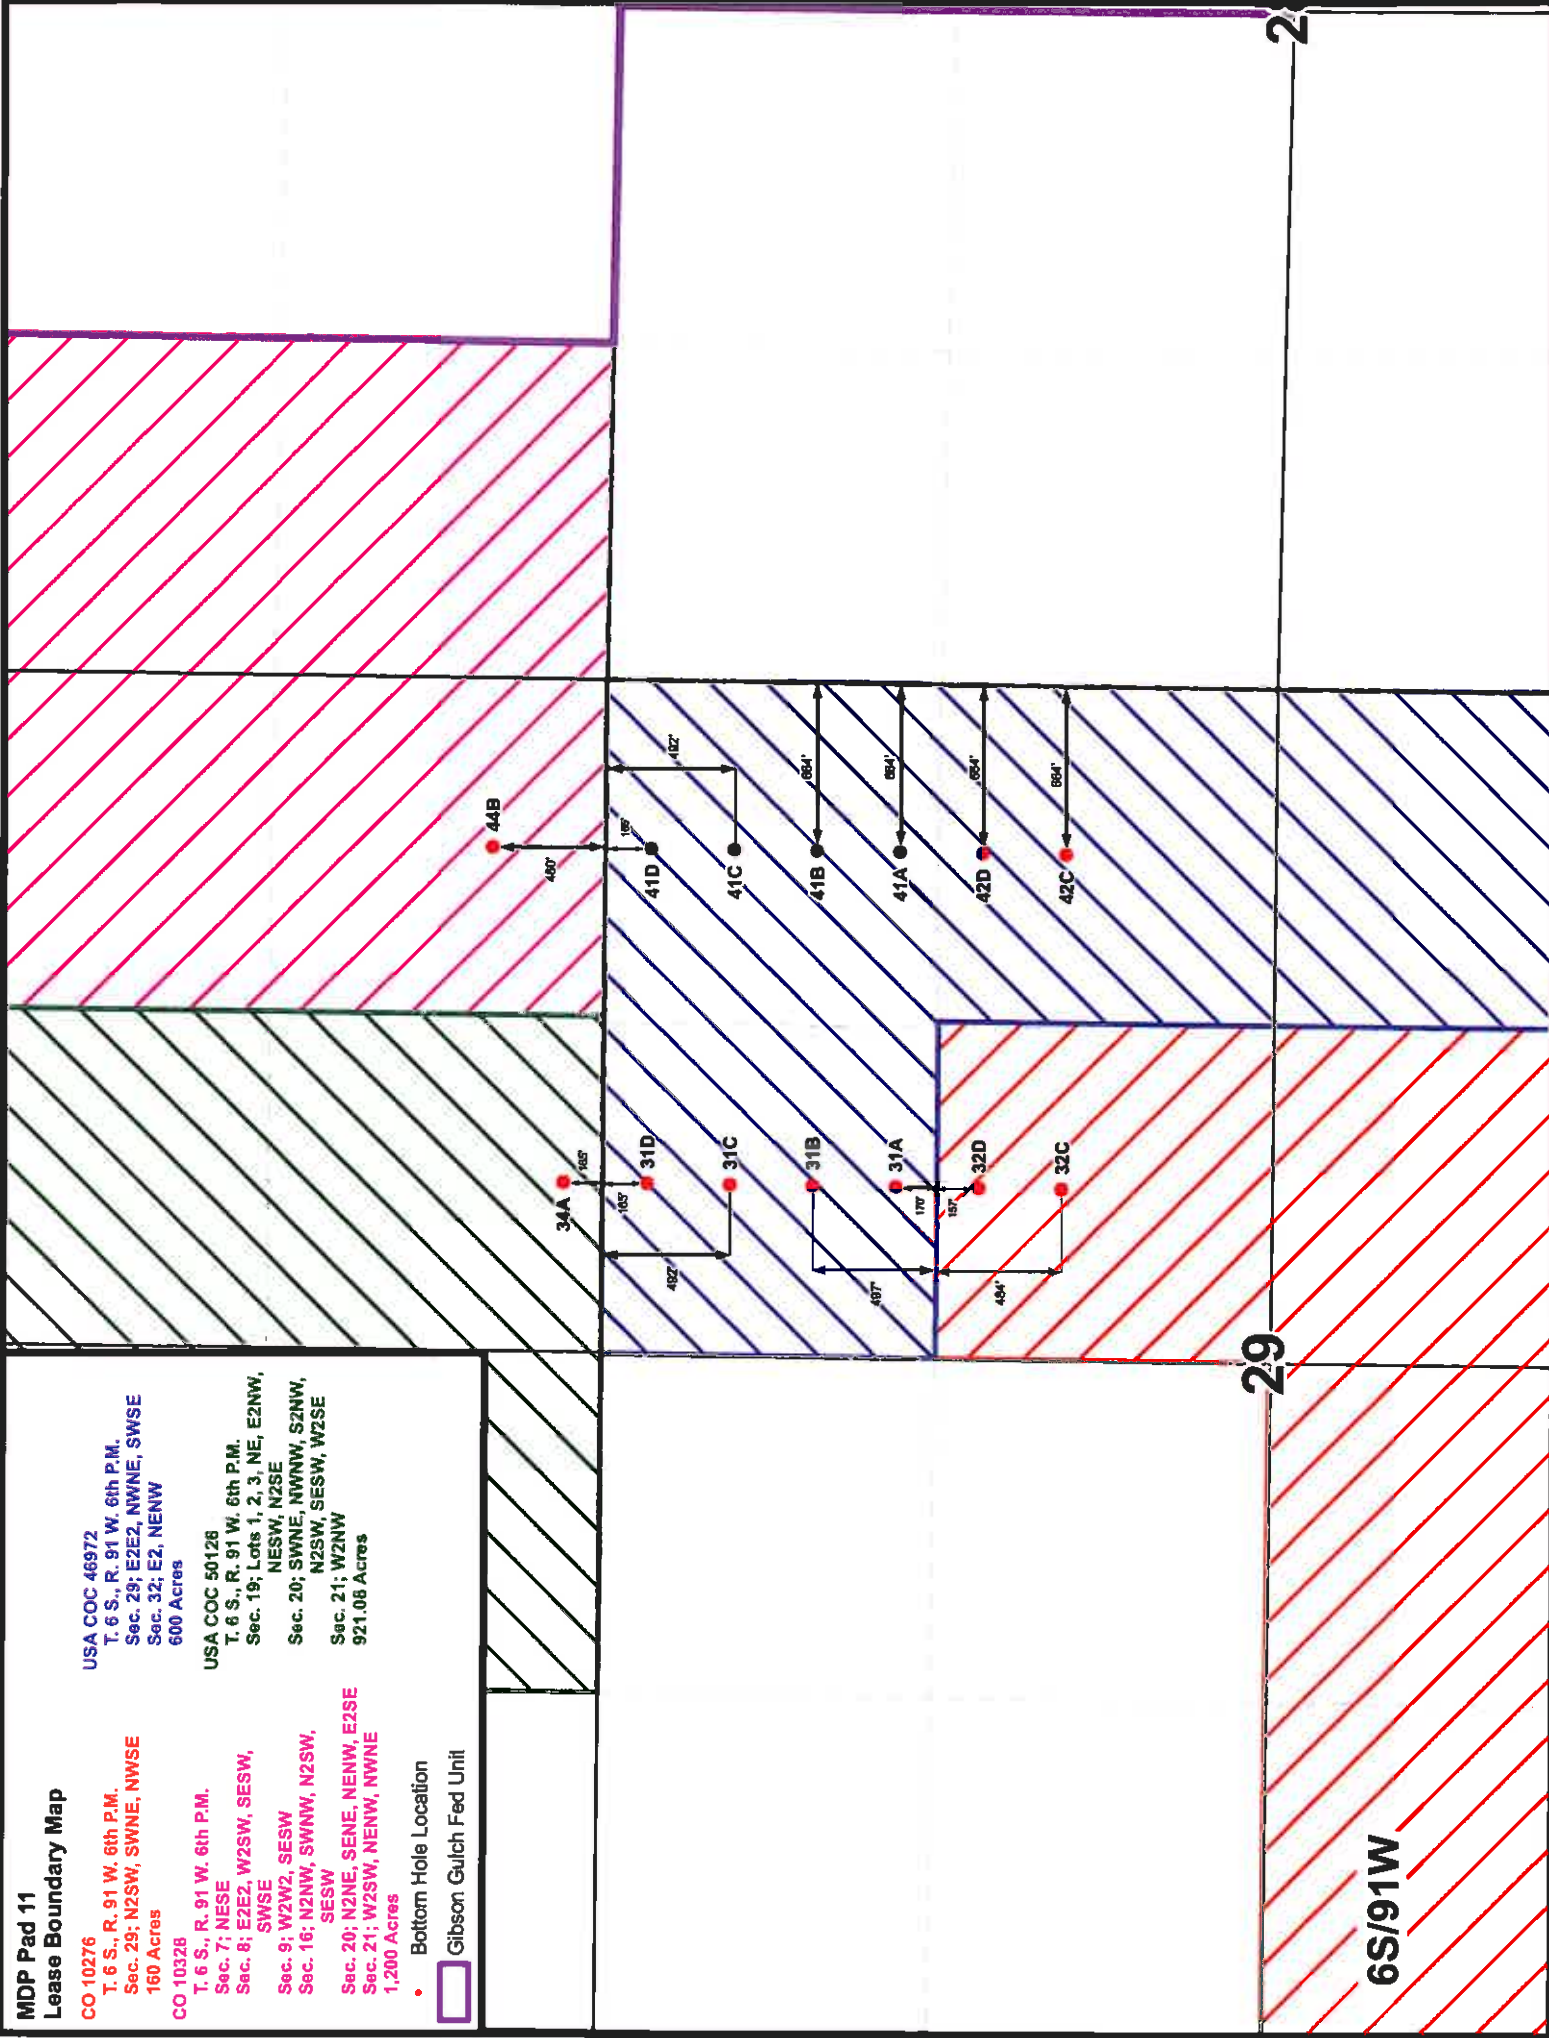 MDP Pad 11
Lease Boundary Map
CO 10276
T. 6 S., R. 91 W. 6th P.M.
Sec. 29; N2SW, SWNE, NWSE
160 Acres
CO 10328
T. 6 S., R. 91 W. 6th P.M.
Sec. 7; NESE
Sec. 8; E2E2, W2SW, SESW,
SWSE
Sec. 9; W2W2, SESW
Sec. 16; N2NW, SWNW, N2SW,
SESW
Sec. 20; N2NE, SENE, NENW, E2SE
Sec. 21; W2SW, NENW, NWNE
1,200 Acres
Bottom Hole Location
Gibson Gulch Fed Unit
USA COC 46972
T. 6 S., R. 91 W. 6th P.M.
Sec. 29; E2E2, NWNE, SWSE
Sec. 32; E2, NENW
600 Acres
USA COC 50126
T. 6 S., R. 91 W. 6th P.M.
Sec. 19; Lots 1, 2, 3, NE, E2NW,
NESW, N2SE
Sec. 20; SWNE, NWNW, S2NW,
N2SW, SESW, W2SE
Sec. 21; W2NW
921.08 Acres
34A
165'
165'
31D
492'
31C
31B
497'
31A
170'
157'
32D
484'
32C
44B
480'
165'
41D
492'
41C
41B
664'
41A
664'
42D
664'
42C
664'
29
2
6S/91W